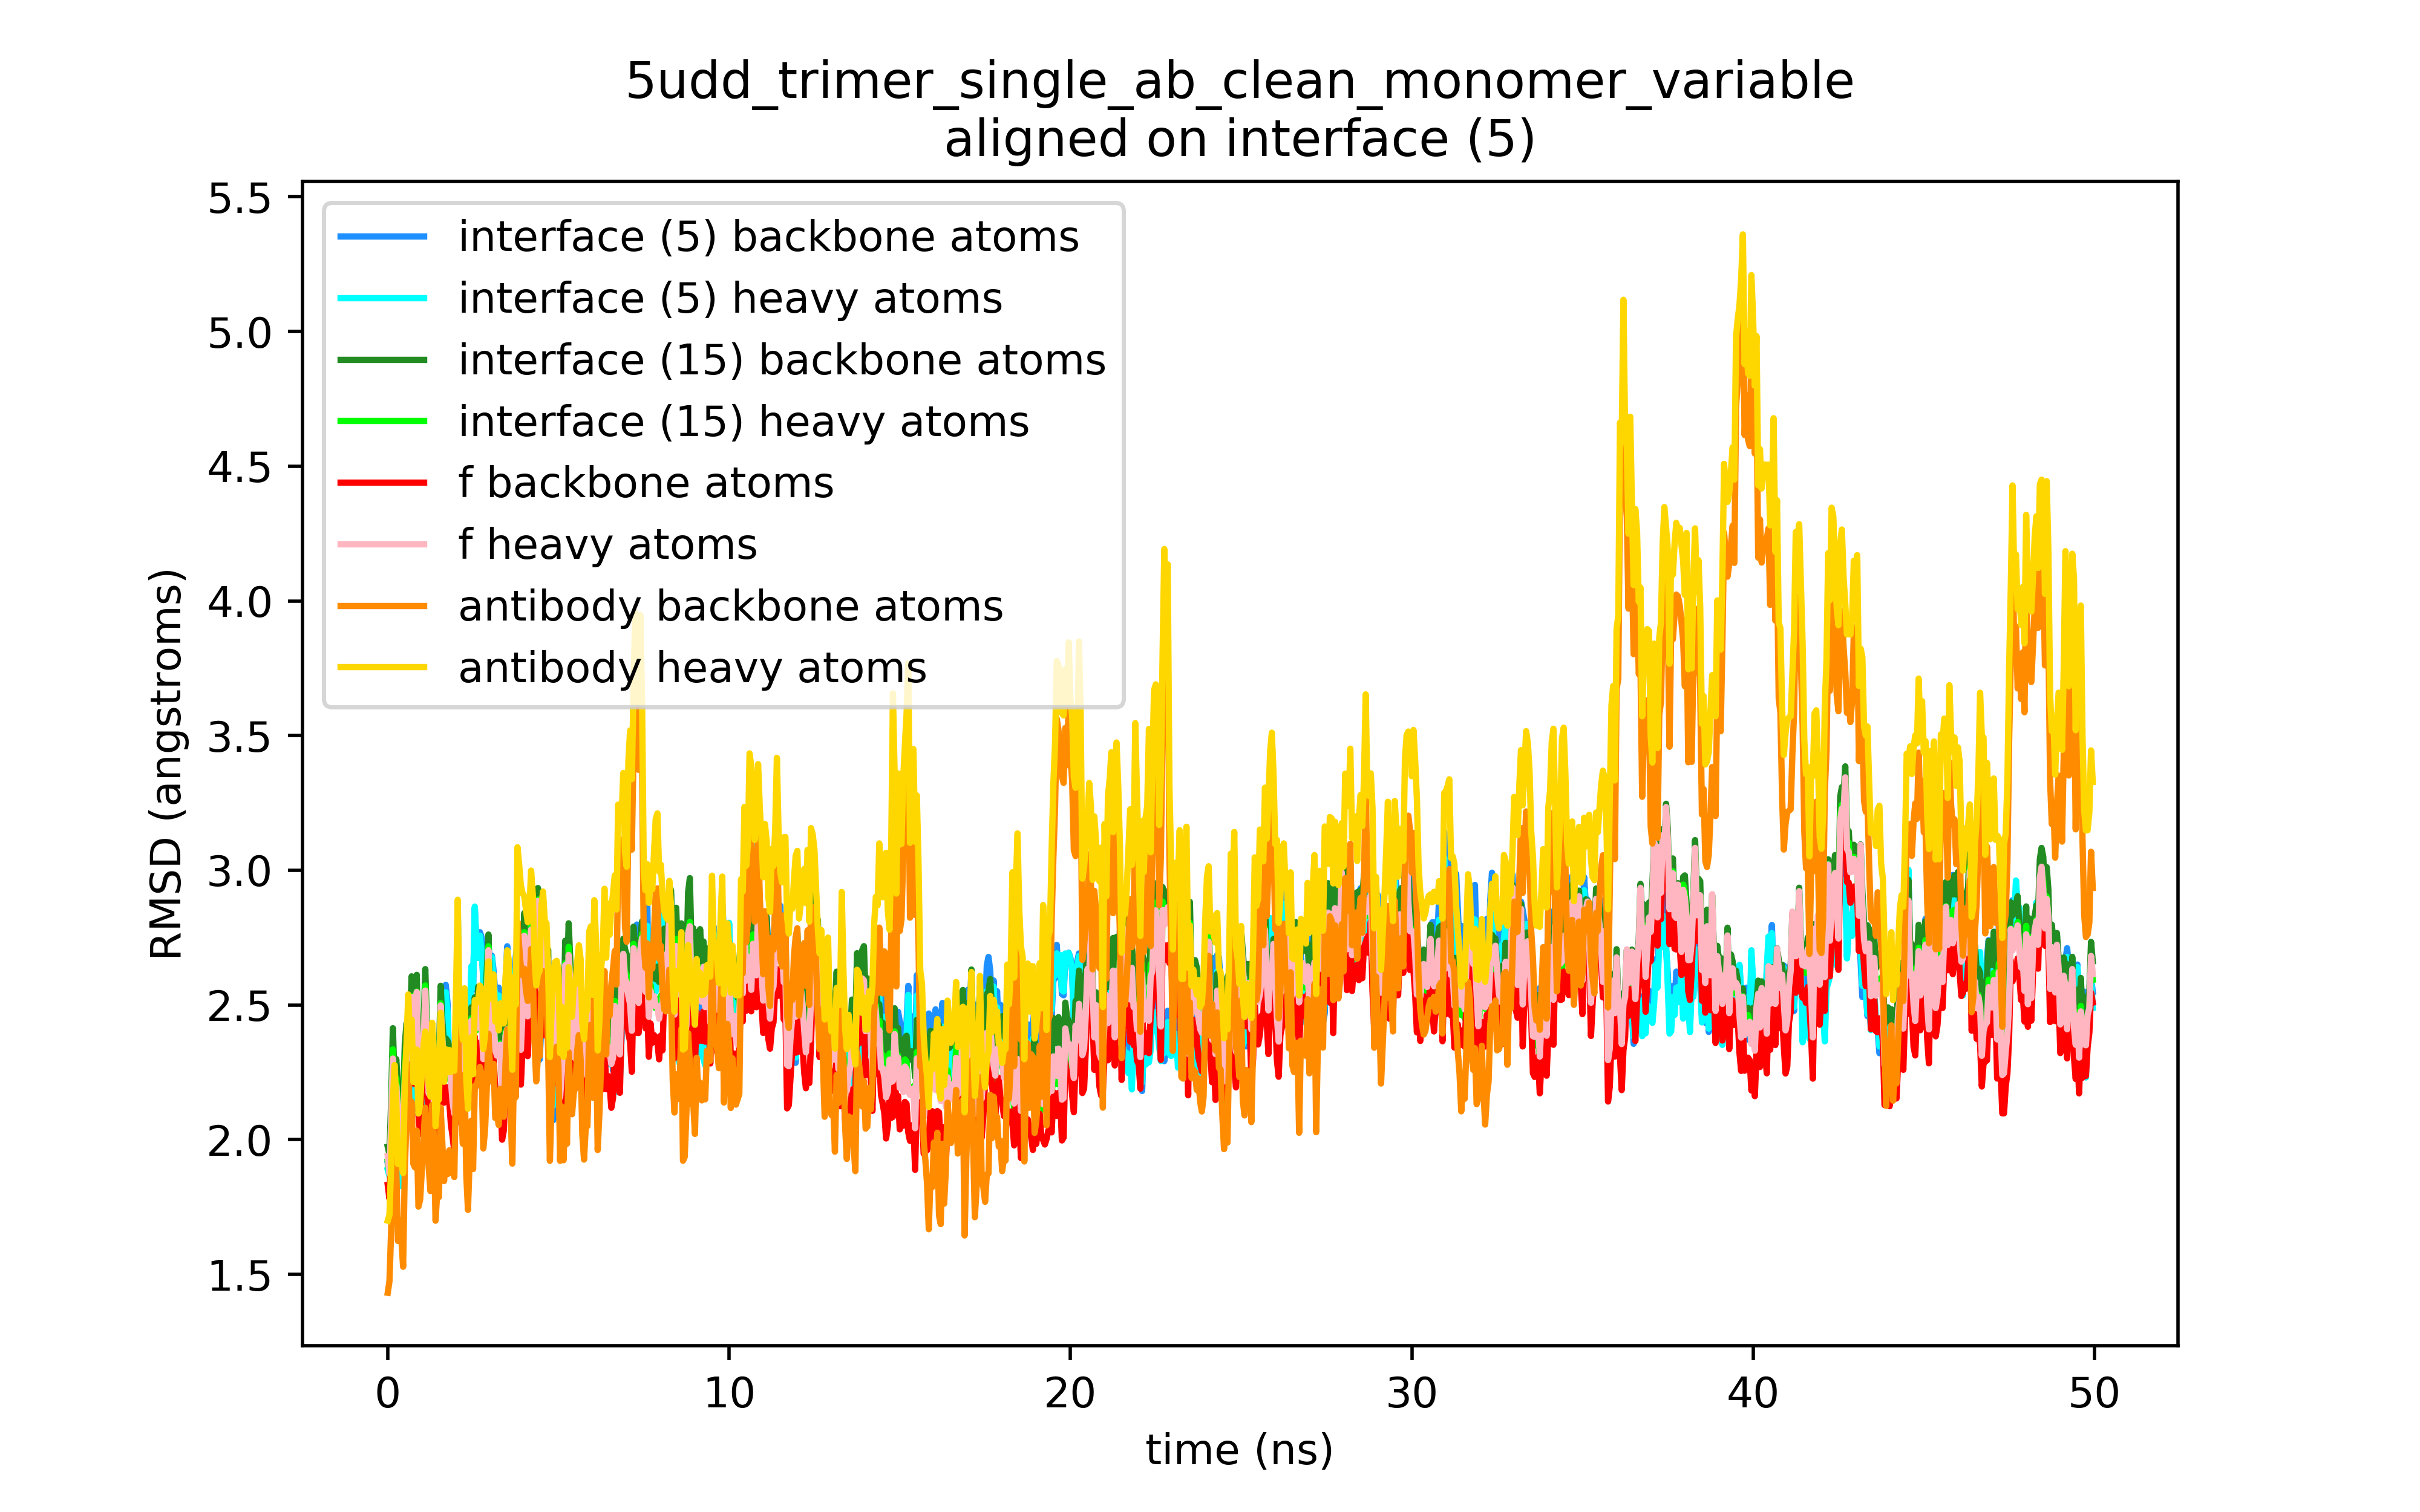 5udd_trimer_single_ab_clean_monomer_variable
aligned on interface (5)
5.5
5.0
4.5
4.0
3.5
3.0
2.5
2.0
1.5
RMSD (angstroms)
interface (5) backbone atoms
interface (5) heavy atoms
interface (15) backbone atoms
interface (15) heavy atoms
f backbone atoms
f heavy atoms
antibody backbone atoms
antibody heavy atoms
0 10 20 30 40 50
time (ns)